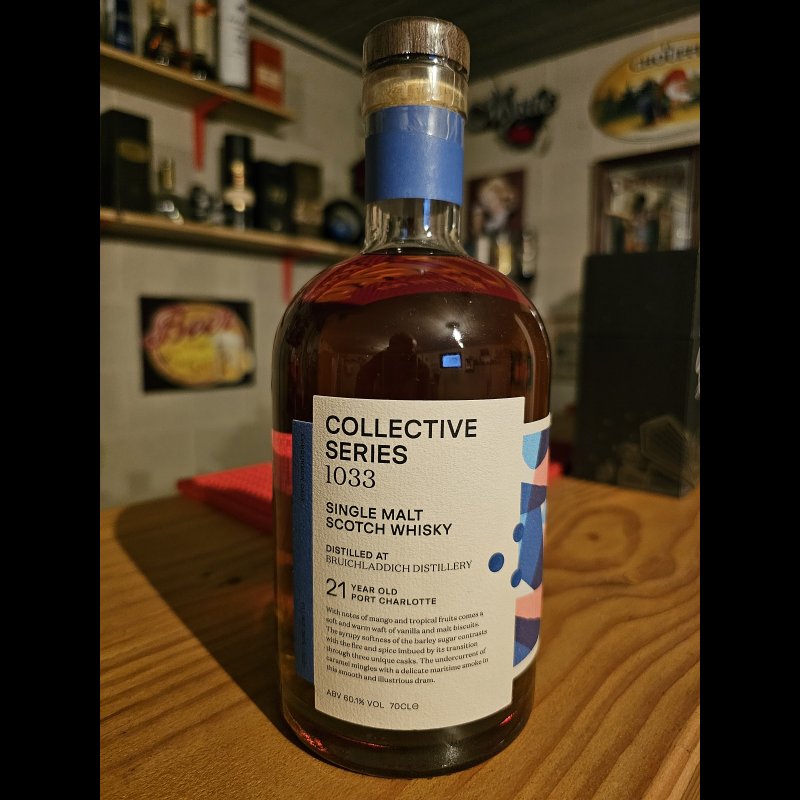 CHOUFFE
Beer
COLLECTIVE
SERIES
1033
SINGLE MALT
SCOTCH WHISKY
DISTILLED AT
BRUICHLADDICH DISTILLERY
21 YEAR OLD
PORT CHARLOTTE
With notes of mango and tropical fruits comes a
soft and warm waft of vanilla and malt biscuits.
The syrupy softness of the barley sugar contrasts
with the fire and spice imbued by its transition
through three unique casks. The undercurrent of
caramel mingles with a delicate maritime smoke in
this smooth and illustrious dram.
ABV 60.1% VOL 70CL℮